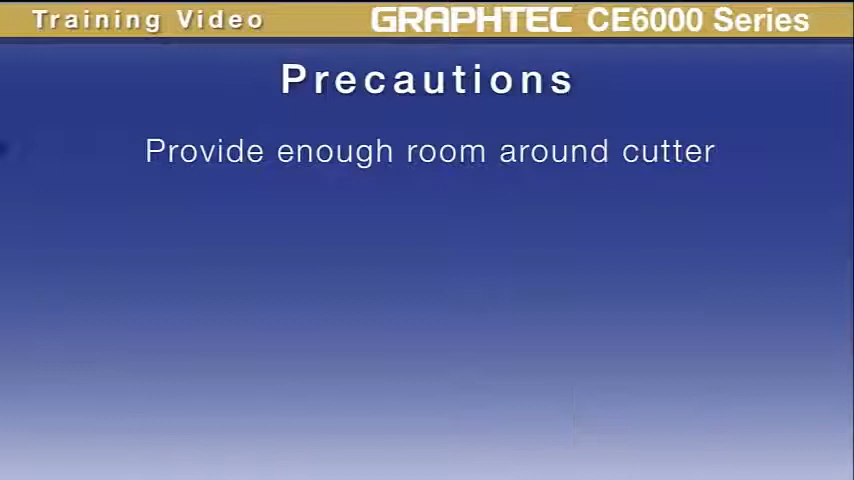 Training Video GRAPHTEC CE6000 Series
Precautions
Provide enough room around cutter